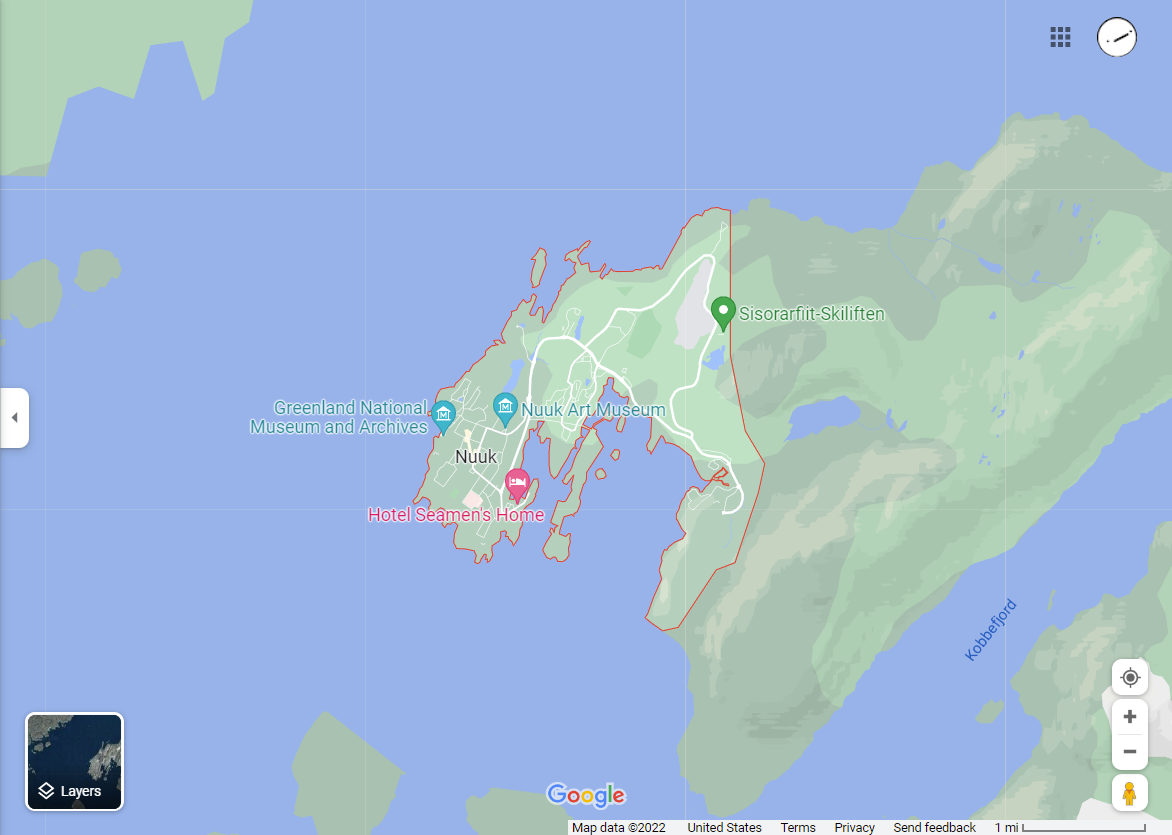 Sisorarfiit-Skiliften
Greenland National
Museum and Archives
Nuuk Art Museum
Nuuk
Hotel Seamen's Home
Kobbefjord
Layers
Google
Map data ©2022 United States Terms Privacy Send feedback 1 mi